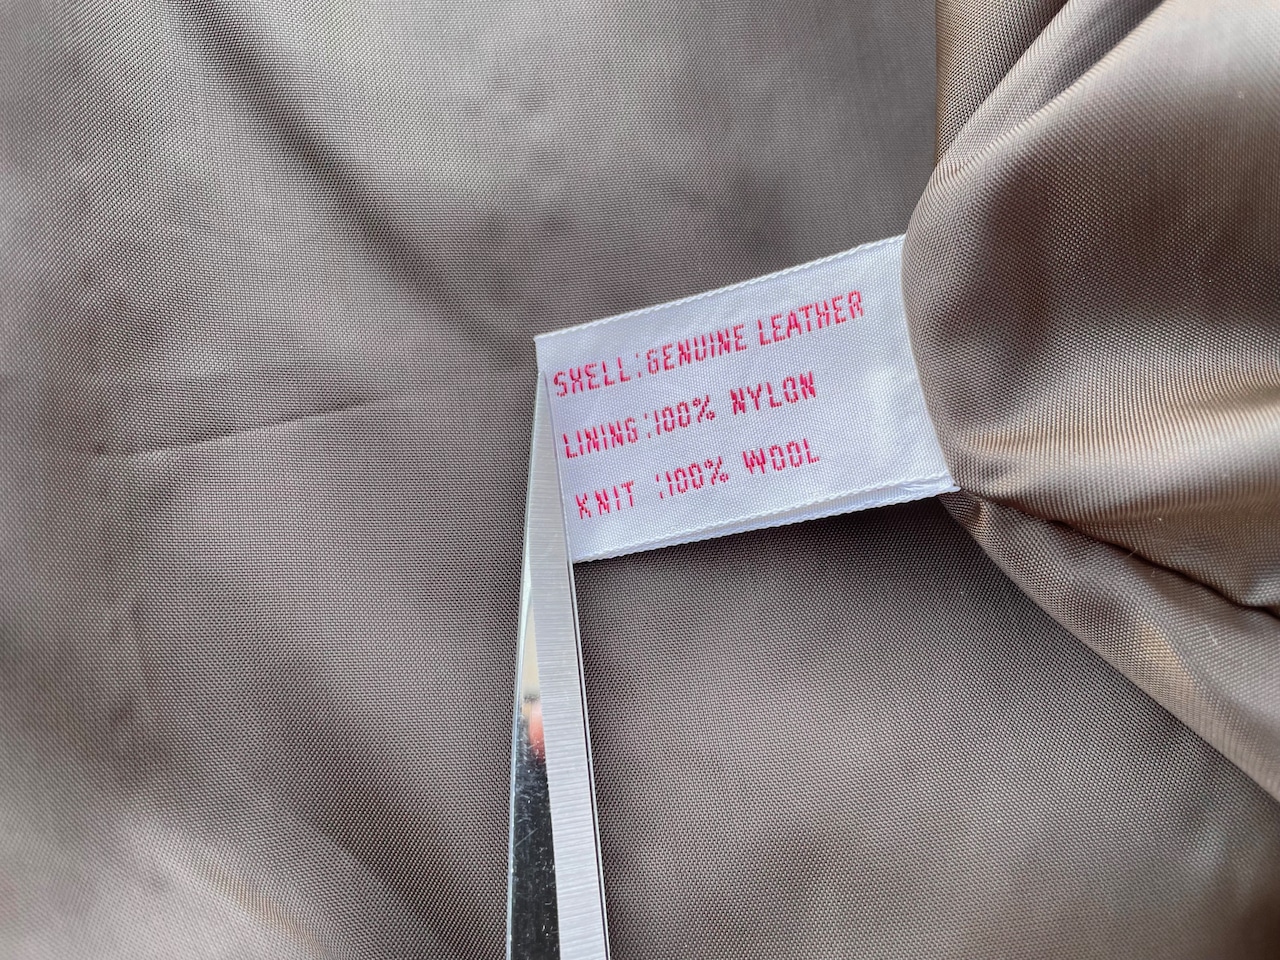 SHELL:GENUINE LEATHER
LINING:100% NYLON
KNIT :100% WOOL